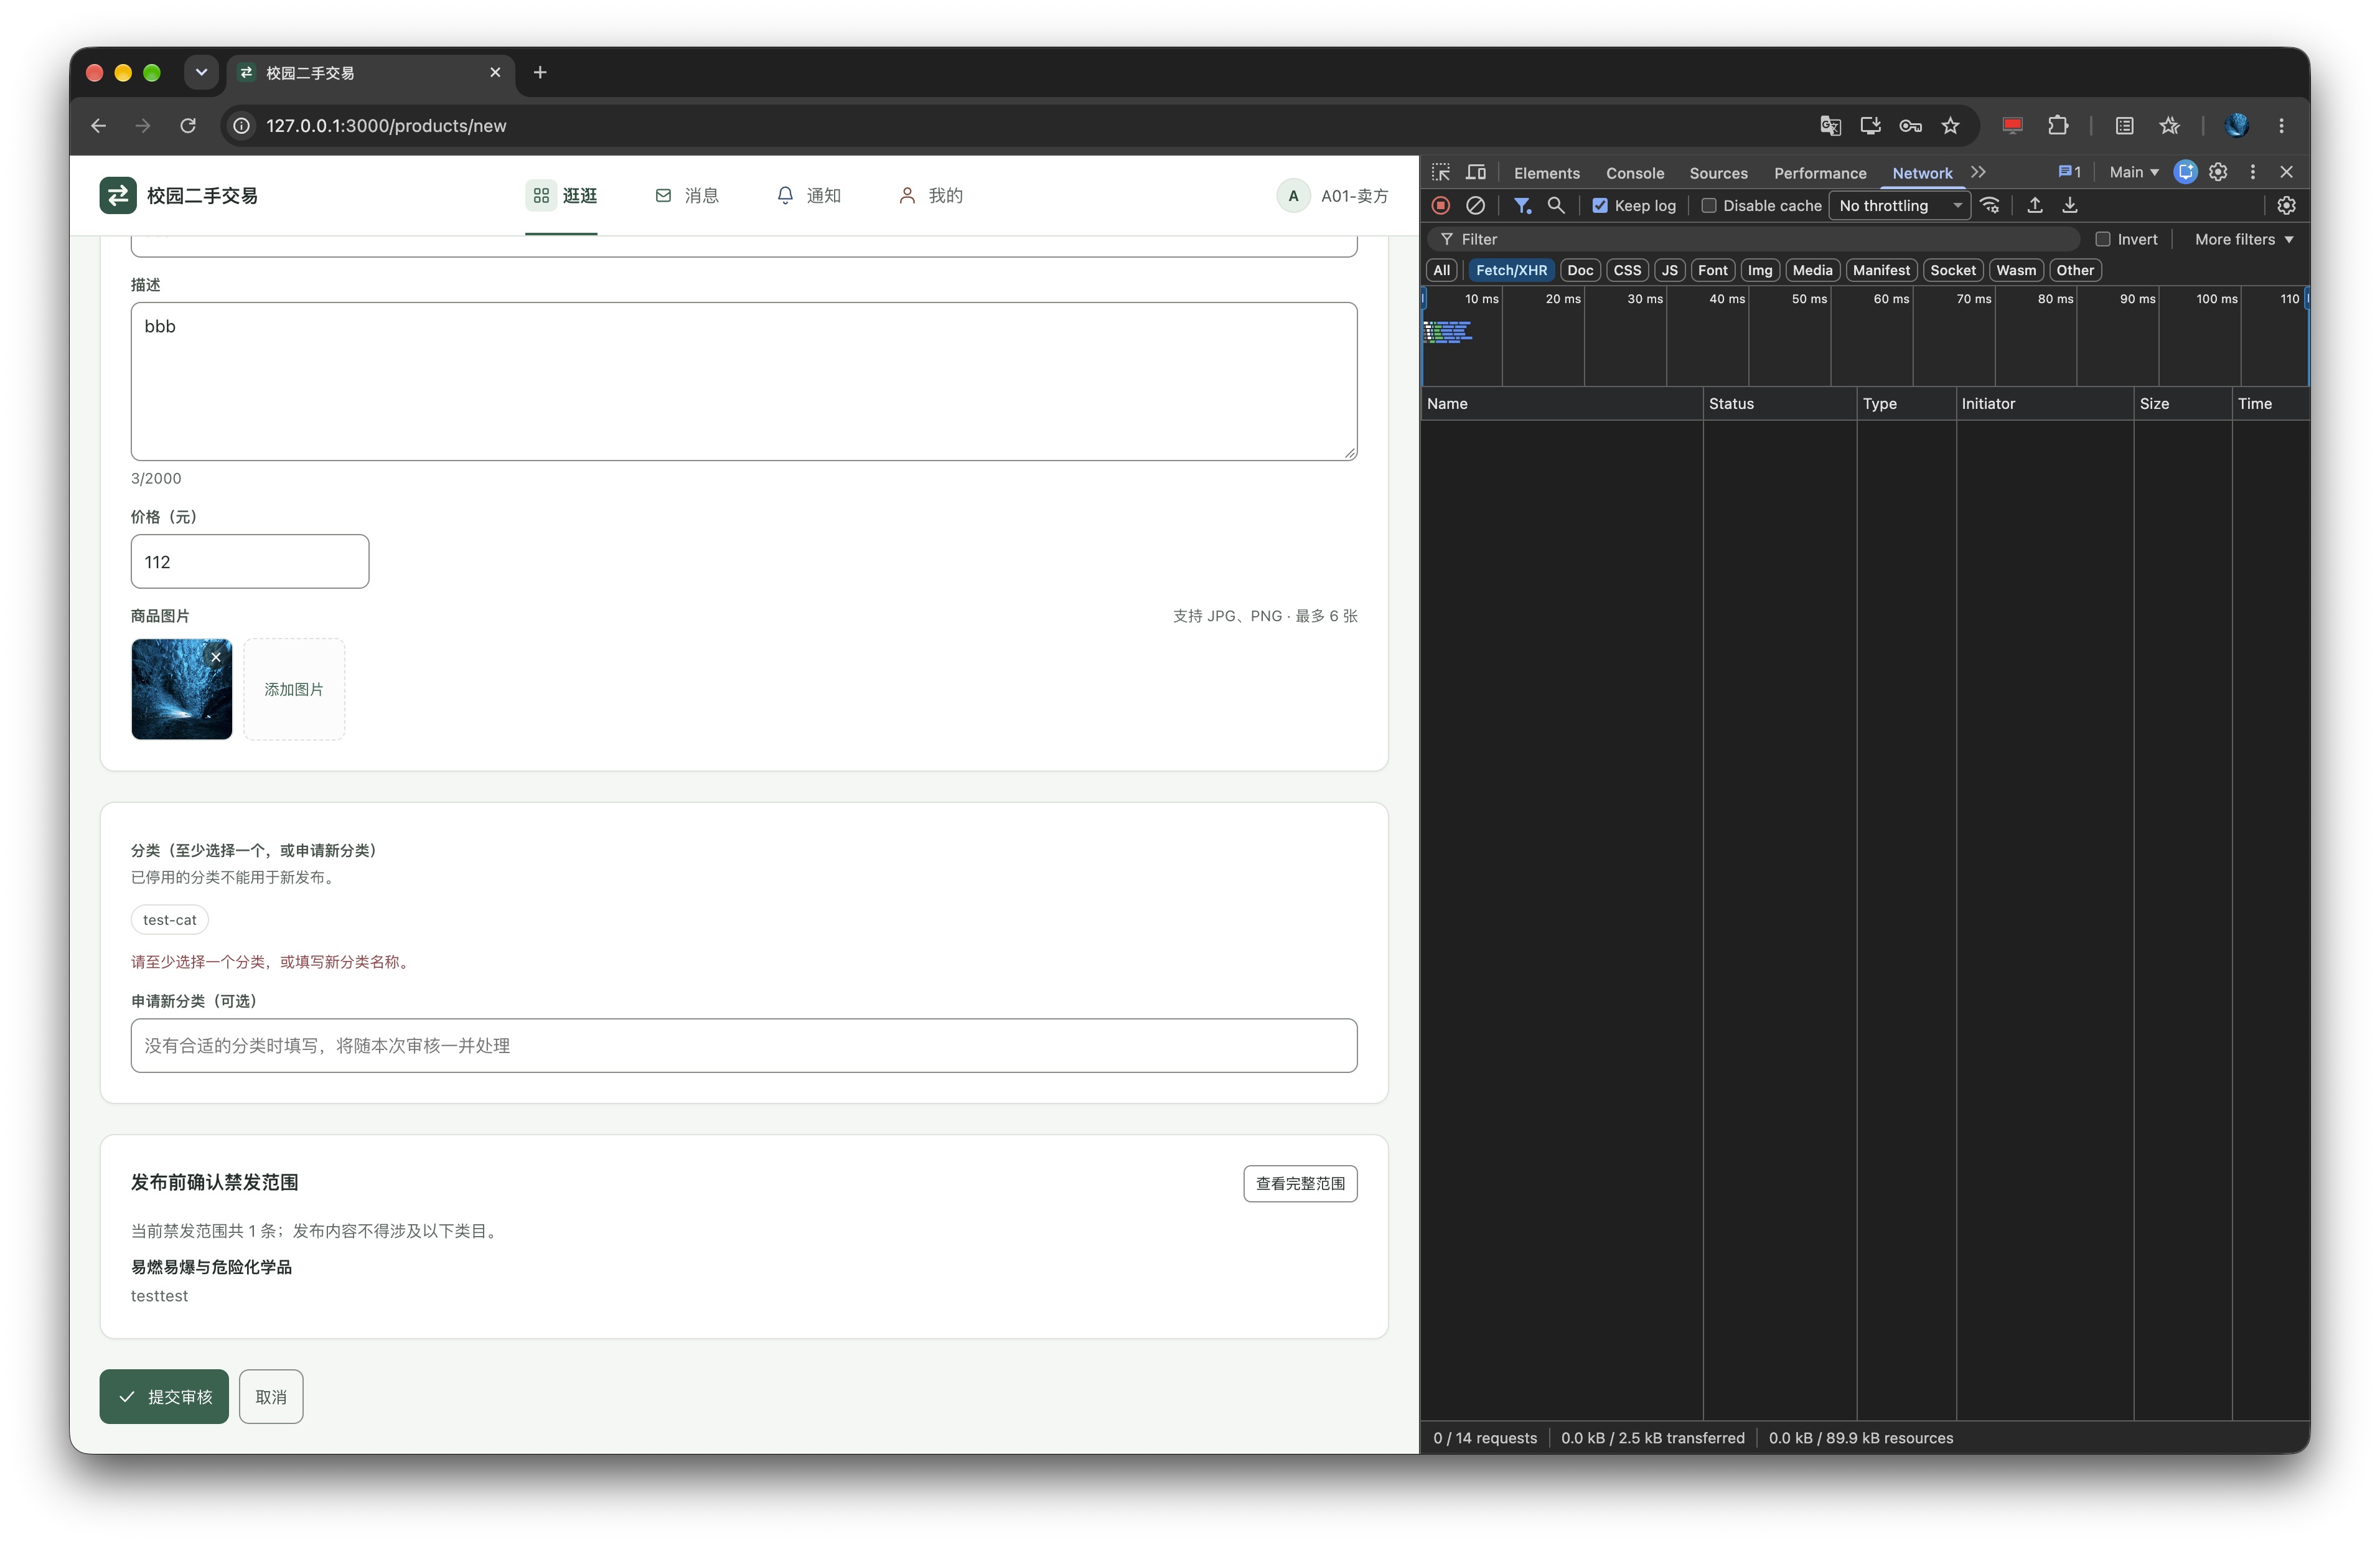 校园二手交易
127.0.0.1:3000/products/new
校园二手交易
逛逛
消息
通知
我的
A
A01-卖方
描述
bbb
3/2000
价格（元）
112
商品图片
支持 JPG、PNG · 最多 6 张
添加图片
分类（至少选择一个，或申请新分类）
已停用的分类不能用于新发布。
test-cat
请至少选择一个分类，或填写新分类名称。
申请新分类（可选）
没有合适的分类时填写，将随本次审核一并处理
发布前确认禁发范围
查看完整范围
当前禁发范围共 1 条；发布内容不得涉及以下类目。
易燃易爆与危险化学品
testtest
提交审核
取消
Elements
Console
Sources
Performance
Network
1
Main
Keep log
Disable cache
No throttling
Filter
Invert
More filters
All
Fetch/XHR
Doc
CSS
JS
Font
Img
Media
Manifest
Socket
Wasm
Other
10 ms
20 ms
30 ms
40 ms
50 ms
60 ms
70 ms
80 ms
90 ms
100 ms
110
Name
Status
Type
Initiator
Size
Time
0 / 14 requests
0.0 kB / 2.5 kB transferred
0.0 kB / 89.9 kB resources